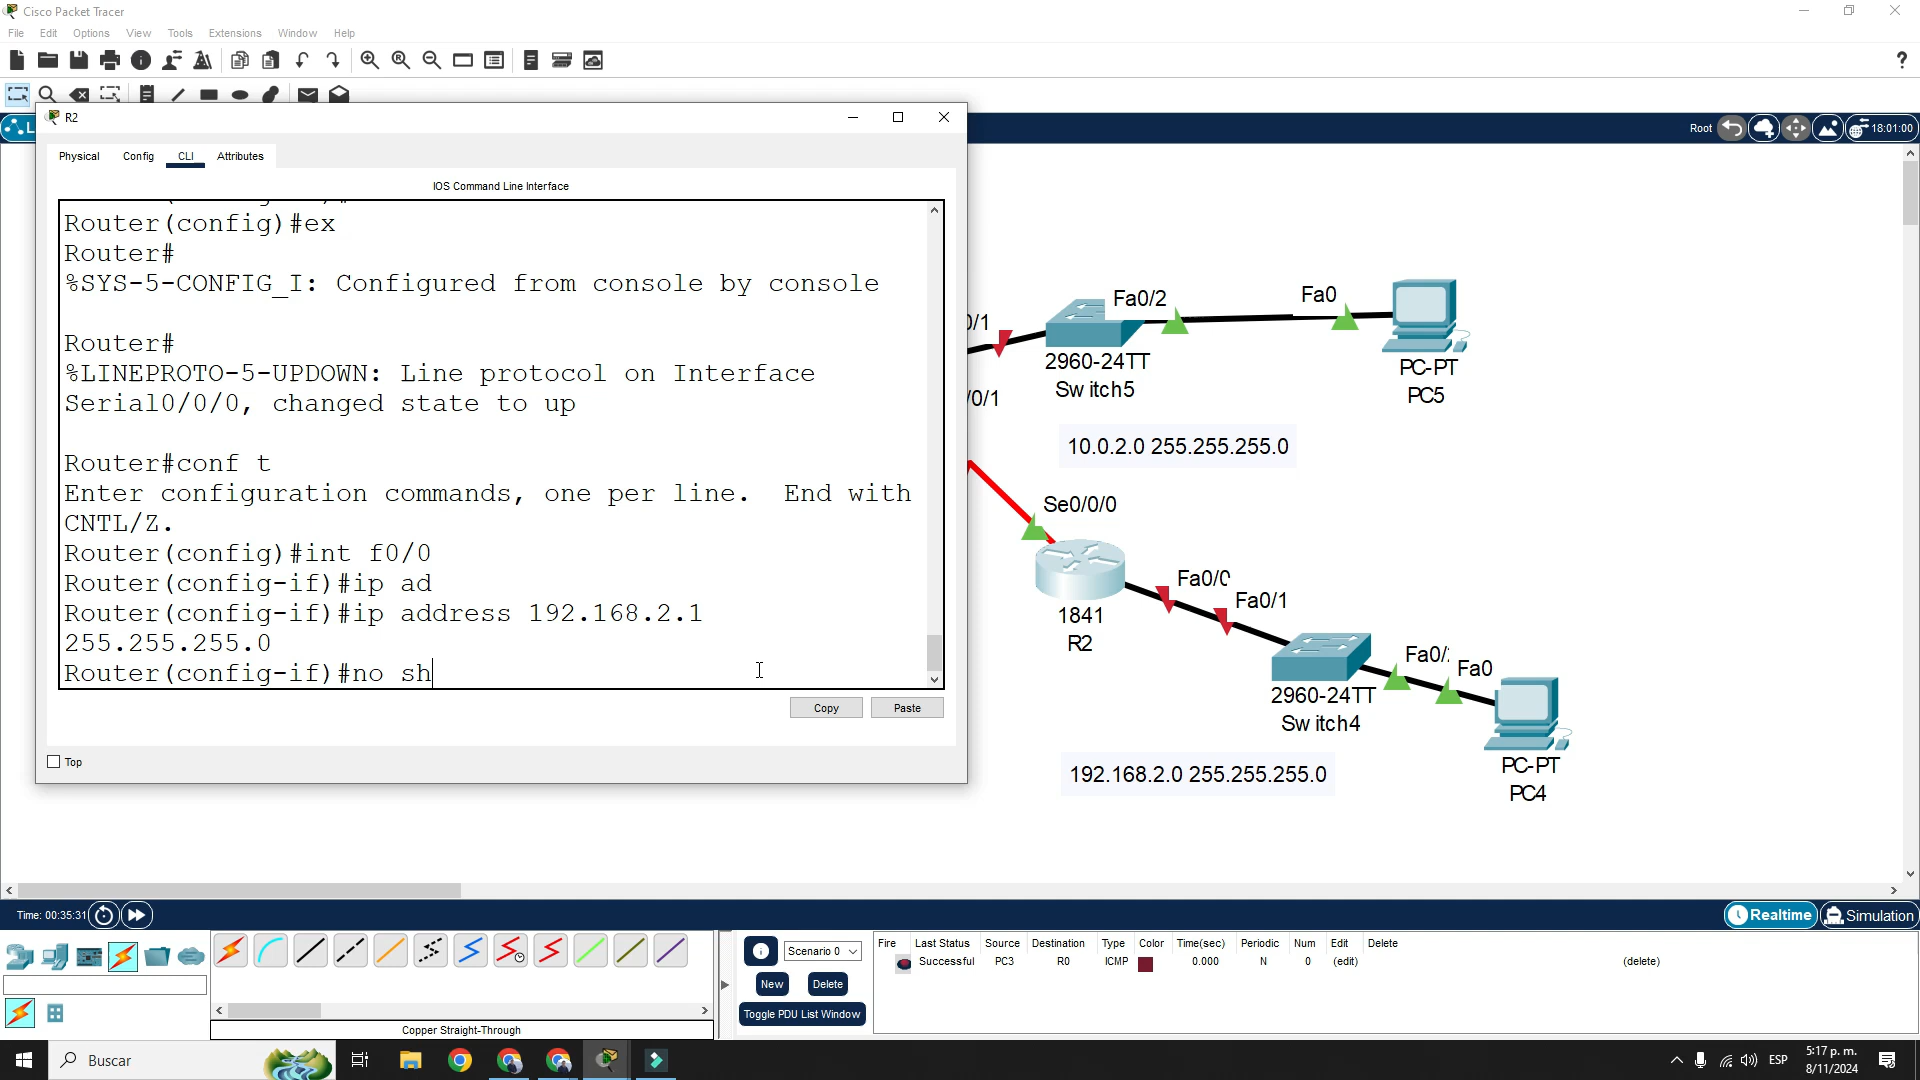 Cisco Packet Tracer
File Edit Options View Tools Extensions Window Help
R2
Root
18:01:00
Physical Config CLI Attributes
IOS Command Line Interface
Router(config)#ex
Router#
%SYS-5-CONFIG_I: Configured from console by console
Router#
%LINEPROTO-5-UPDOWN: Line protocol on Interface
Serial0/0/0, changed state to up
Router#conf t
Enter configuration commands, one per line.  End with
CNTL/Z.
Router(config)#int f0/0
Router(config-if)#ip ad
Router(config-if)#ip address 192.168.2.1
255.255.255.0
Router(config-if)#no sh
Copy Paste
Top
0/1
Fa0/2
Fa0
2960-24TT
Switch5
PC-PT
PC5
/0/1
10.0.2.0 255.255.255.0
Se0/0/0
1841
R2
Fa0/0
Fa0/1
2960-24TT
Switch4
Fa0/
Fa0
PC-PT
PC4
192.168.2.0 255.255.255.0
Time: 00:35:31
Realtime Simulation
Copper Straight-Through
Scenario 0
New Delete
Toggle PDU List Window
Fire Last Status Source Destination Type Color Time(sec) Periodic Num Edit Delete
Successful PC3 R0 ICMP 0.000 N 0 (edit) (delete)
Buscar
ESP
5:17 p. m.
8/11/2024